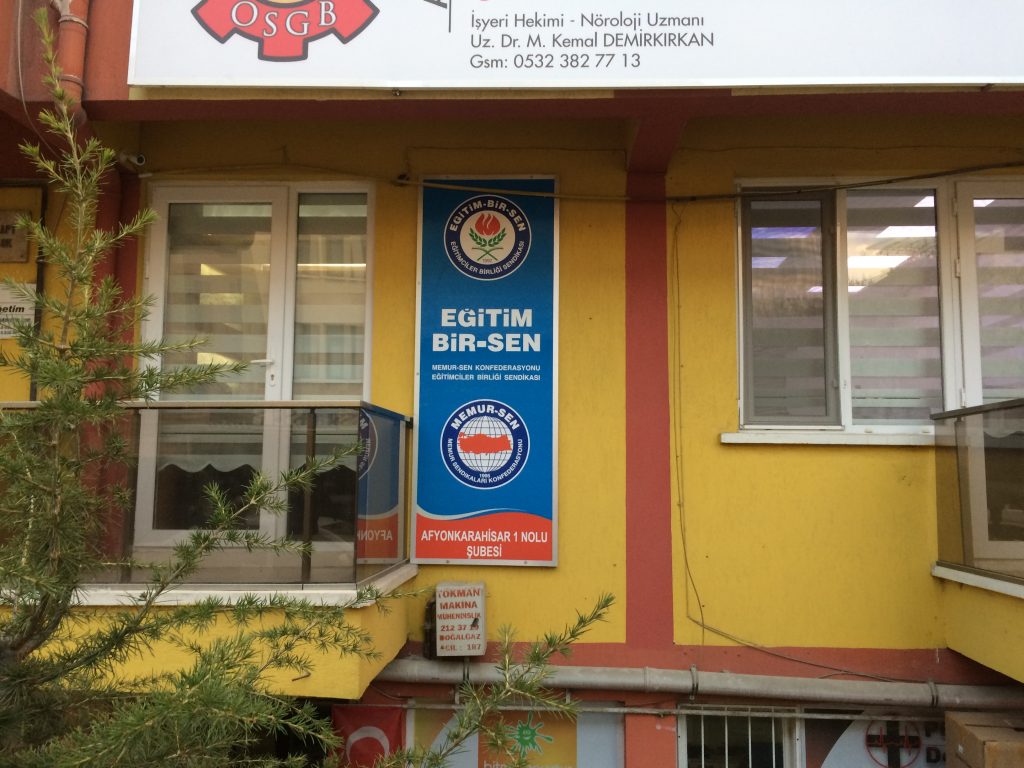 OSGB
İşyeri Hekimi - Nöroloji Uzmanı
Uz. Dr. M. Kemal DEMİRKIRKAN
Gsm: 0532 382 77 13
EĞİTİM-BİR-SEN
EĞİTİMCİLER BİRLİĞİ SENDİKASI
EĞİTİM
BİR-SEN
MEMUR-SEN KONFEDERASYONU
EĞİTİMCİLER BİRLİĞİ SENDİKASI
MEMUR-SEN
1995
MEMUR SENDİKALARI KONFEDERASYONU
AFYONKARAHİSAR 1 NOLU
ŞUBESİ
AFYON
TOKMAN
MAKİNA
MÜHENDİSLİK
DOĞALGAZ
ACİL: 187